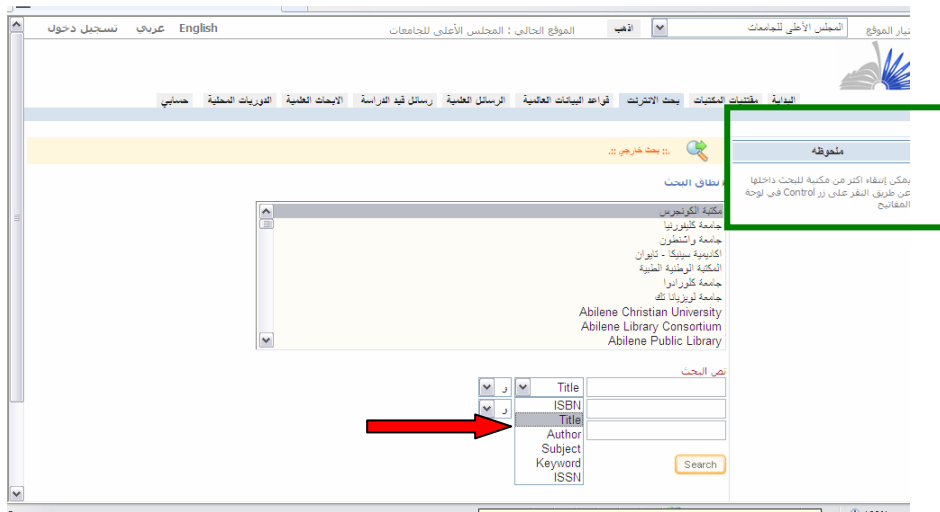 تيار الموقع المجلس الأعلى للجامعات اذهب الموقع الحالي : المجلس الأعلى للجامعات English عربي تسجيل دخول
البداية مقتنيات المكتبات بحث الانترنت قواعد البيانات العالمية الرسائل العلمية رسائل قيد الدراسة الابحاث العلمية الدوريات المحلية حسابي
ملحوظه
يمكن إنتقاء اكثر من مكتبة للبحث داخلها
عن طريق النقر على زر Control في لوحة
المفاتيح
.:: بحث خارجي ::.
نطاق البحث
مكتبة الكونجرس
جامعة كليفورنيا
جامعة واشنطون
اكاديمية سينيكا - تايوان
المكتبة الوطنية الطبية
جامعة كلورادوا
جامعة لويزيانا تك
Abilene Christian University
Abilene Library Consortium
Abilene Public Library
نص البحث
Title و
ISBN و
Title
Author
Subject
Keyword
ISSN
Search